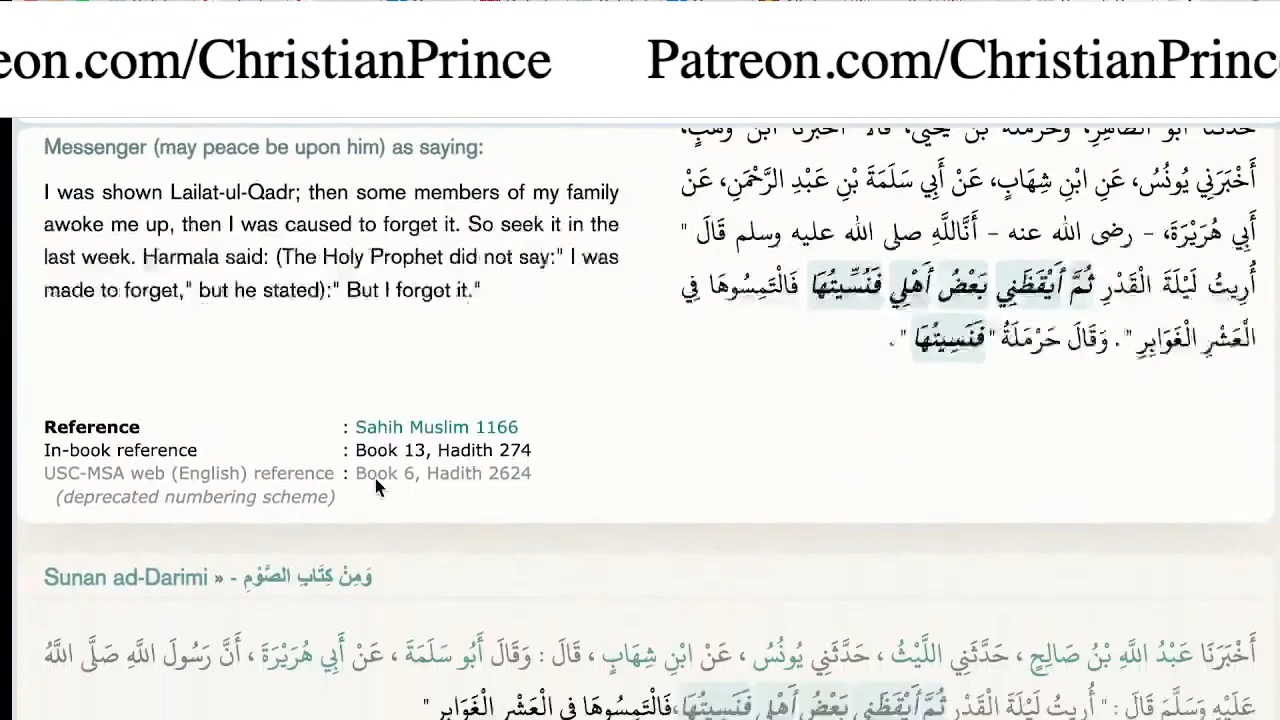 eon.com/ChristianPrince Patreon.com/ChristianPrinc
Messenger (may peace be upon him) as saying:
I was shown Lailat-ul-Qadr; then some members of my family
awoke me up, then I was caused to forget it. So seek it in the
last week. Harmala said: (The Holy Prophet did not say:" I was
made to forget," but he stated):" But I forgot it."
حَدَّثَنَا أَبُو الطَّاهِرِ، وَحَرْمَلَةُ بْنُ يَحْيَى، قَالاَ أَخْبَرَنَا ابْنُ وَهْبٍ،
أَخْبَرَنِي يُونُسُ، عَنِ ابْنِ شِهَابٍ، عَنْ أَبِي سَلَمَةَ بْنِ عَبْدِ الرَّحْمَنِ، عَنْ
أَبِي هُرَيْرَةَ، - رضى الله عنه - أَنَّ اللَّهِ صلى الله عليه وسلم قَالَ "
أُرِيتُ لَيْلَةَ الْقَدْرِ ثُمَّ أَيْقَظَنِي بَعْضُ أَهْلِي فَنُسِّيتُهَا فَالْتَمِسُوهَا فِي
الْعَشْرِ الْغَوَابِرِ " . وَقَالَ حَرْمَلَةُ " فَنَسِيتُهَا " .
Reference : Sahih Muslim 1166
In-book reference : Book 13, Hadith 274
USC-MSA web (English) reference : Book 6, Hadith 2624
(deprecated numbering scheme)
Sunan ad-Darimi » - وَمِنْ كِتَابِ الصَّوْمِ
أَخْبَرَنَا عَبْدُ اللَّهِ بْنُ صَالِحٍ ، حَدَّثَنِي اللَّيْثُ ، حَدَّثَنِي يُونُسُ ، عَنْ ابْنِ شِهَابٍ ، قَالَ : وَقَالَ أَبُو سَلَمَةَ ، عَنْ أَبِي هُرَيْرَةَ ، أَنَّ رَسُولَ اللَّهِ صَلَّى اللَّهُ
عَلَيْهِ وَسَلَّمَ قَالَ : " أُرِيتُ لَيْلَةَ الْقَدْرِ ثُمَّ أَيْقَظَنِي بَعْضُ أَهْلِي فَنَسِيتُهَا، فَالْتَمِسُوهَا فِي الْعَشْرِ الْغَوَابِرِ "